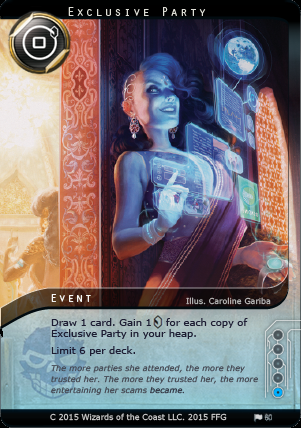 Exclusive Party
0
Event
Illus. Caroline Gariba
Draw 1 card. Gain 1 for each copy of
Exclusive Party in your heap.
Limit 6 per deck.
The more parties she attended, the more they
trusted her. The more they trusted her, the more
entertaining her scams became.
© 2015 Wizards of the Coast LLC. 2015 FFG
60